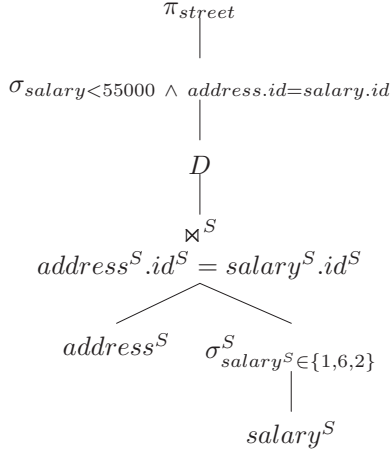 π_street
σ_salary<55000 ∧ address.id=salary.id
D
⋈^S
address^S.id^S = salary^S.id^S
address^S σ^S_salary^S∈{1,6,2}
salary^S